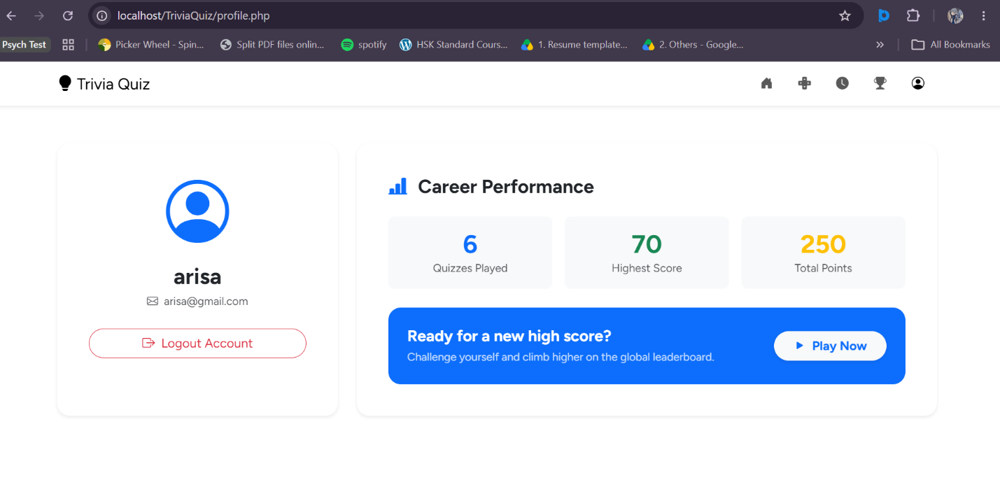 localhost/TriviaQuiz/profile.php
Psych Test
Picker Wheel - Spin...
Split PDF files onlin...
spotify
HSK Standard Cours...
1. Resume template...
2. Others - Google...
All Bookmarks
Trivia Quiz
arisa
arisa@gmail.com
Logout Account
Career Performance
6
Quizzes Played
70
Highest Score
250
Total Points
Ready for a new high score?
Challenge yourself and climb higher on the global leaderboard.
Play Now